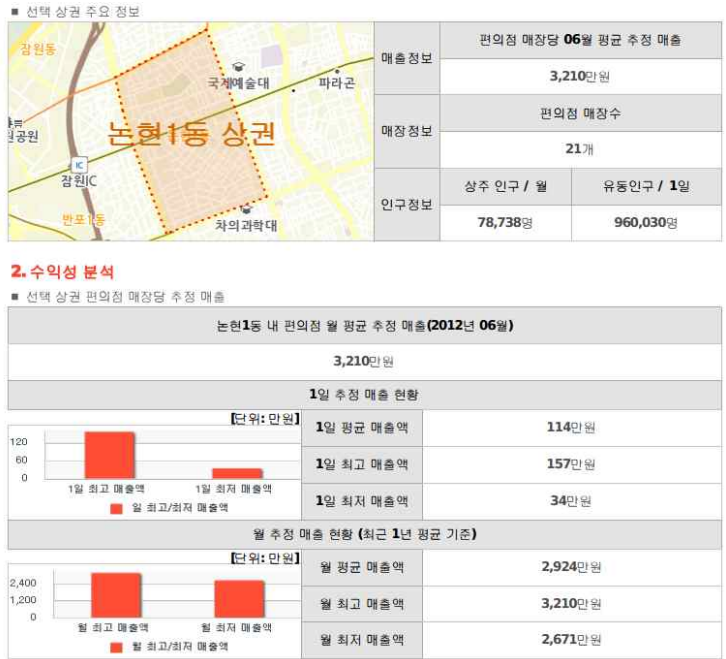 ■ 선택 상권 주요 정보
잠원동
국제예술대
파라곤
원공원
논현1동 상권
IC
잠원IC
반포1동
차의과학대
매출정보
편의점 매장당 06월 평균 추정 매출
3,210만원
매장정보
편의점 매장수
21개
인구정보
상주 인구 / 월
유동인구 / 1일
78,738명
960,030명
2. 수익성 분석
■ 선택 상권 편의점 매장당 추정 매출
논현1동 내 편의점 월 평균 추정 매출(2012년 06월)
3,210만원
1일 추정 매출 현황
[단위: 만원]
120
60
0
1일 최고 매출액
1일 최저 매출액
일 최고/최저 매출액
1일 평균 매출액
114만원
1일 최고 매출액
157만원
1일 최저 매출액
34만원
월 추정 매출 현황 (최근 1년 평균 기준)
[단위: 만원]
2,400
1,200
0
월 최고 매출액
월 최저 매출액
월 최고/최저 매출액
월 평균 매출액
2,924만원
월 최고 매출액
3,210만원
월 최저 매출액
2,671만원